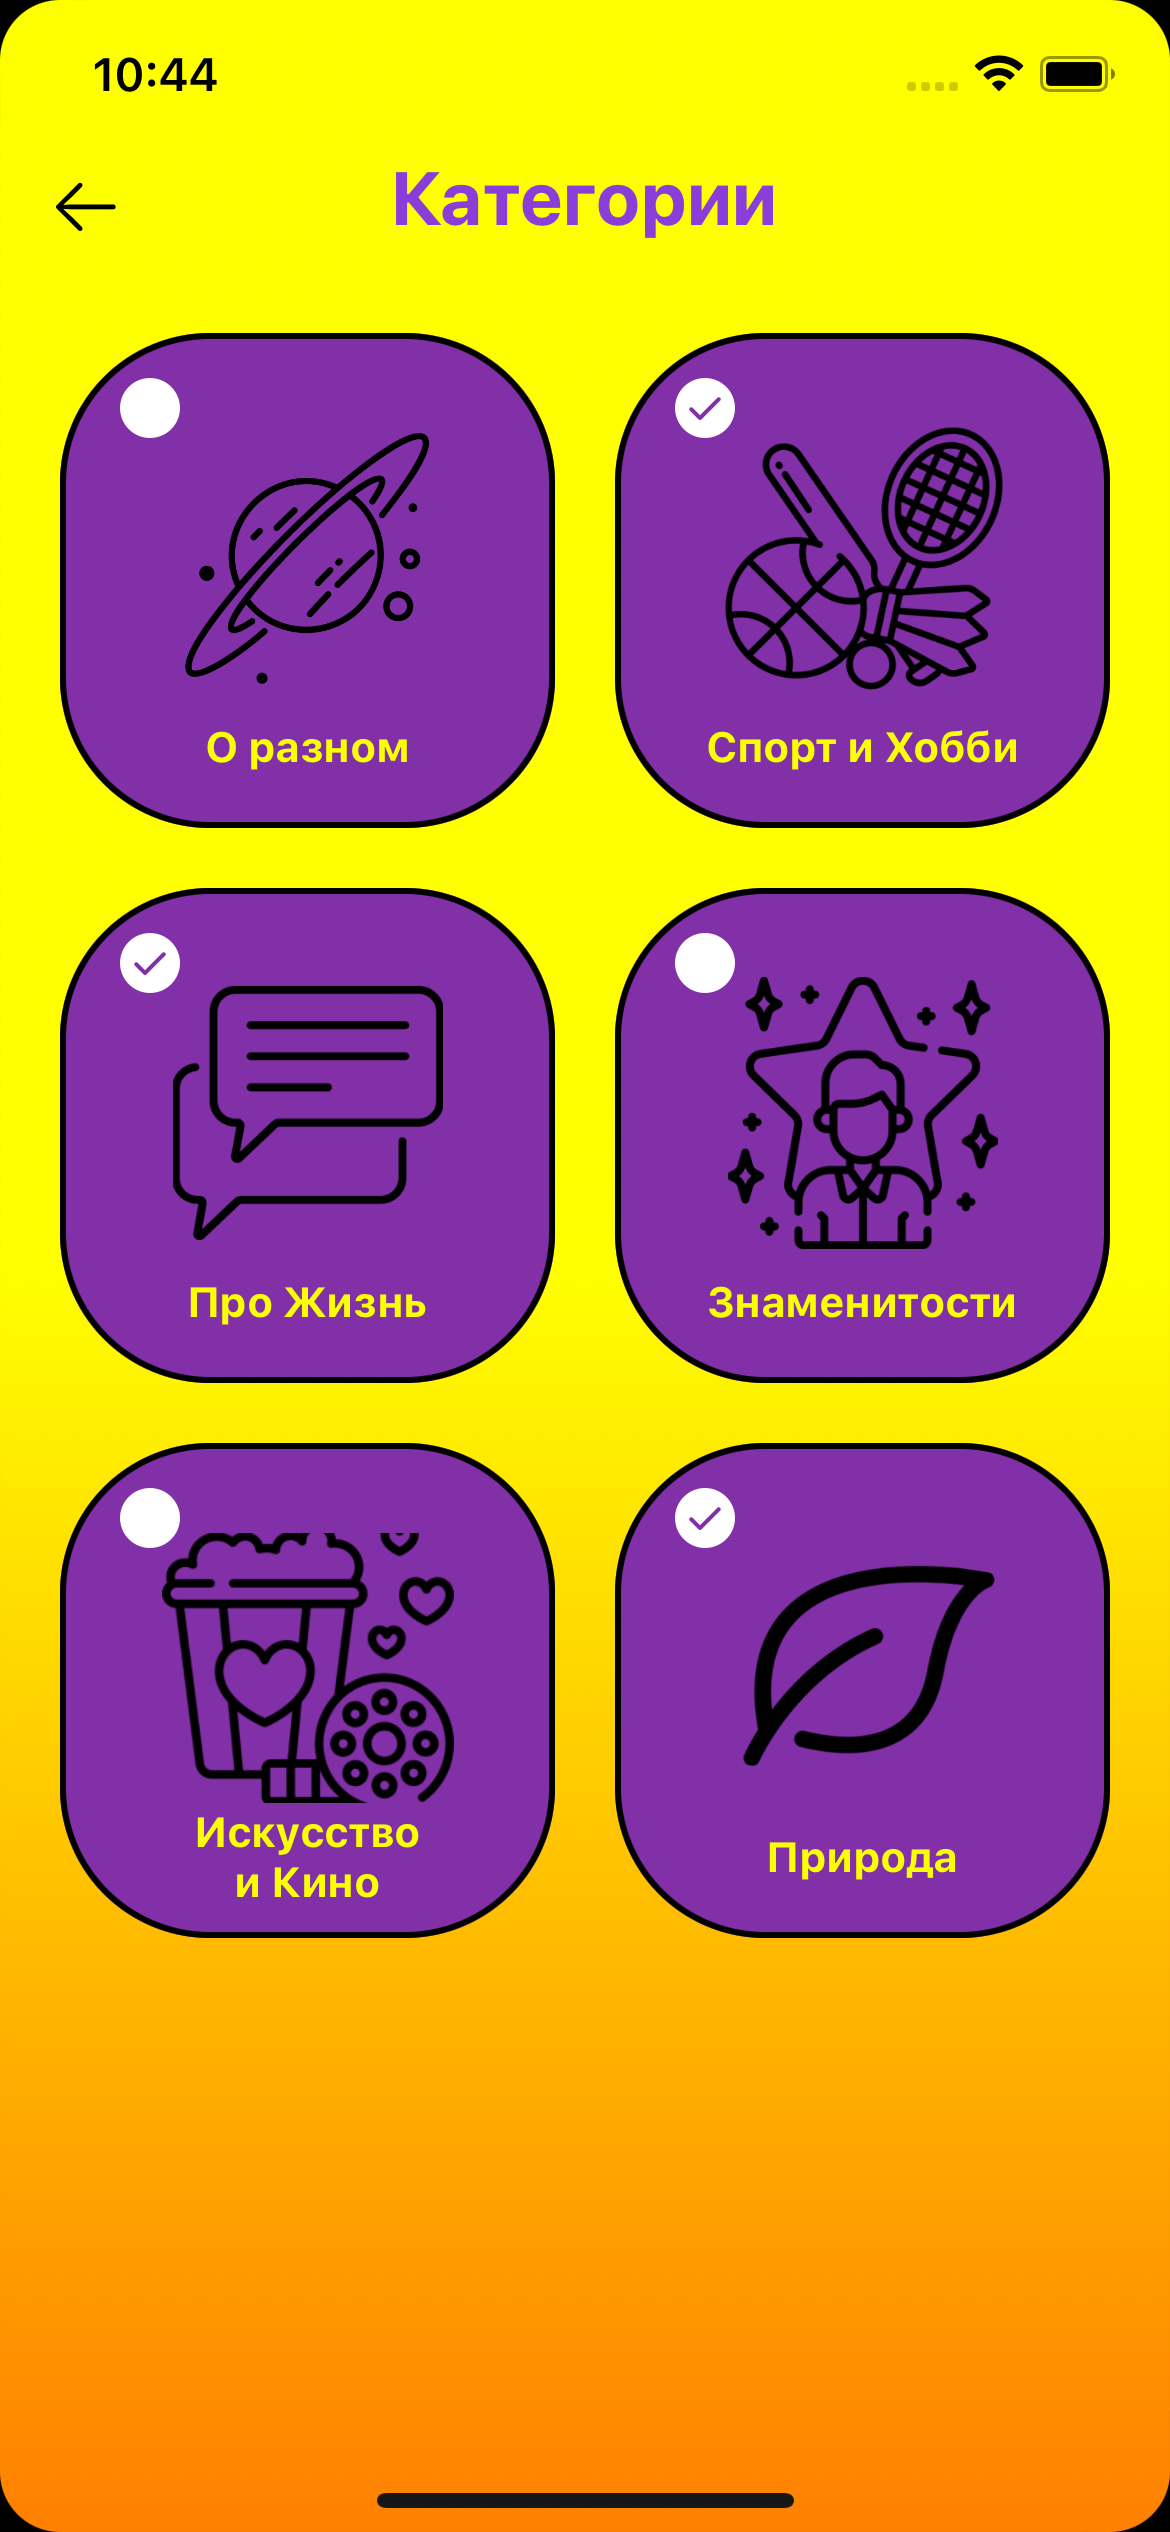 10:44
Категории
О разном
Спорт и Хобби
Про Жизнь
Знаменитости
Искусство
и Кино
Природа